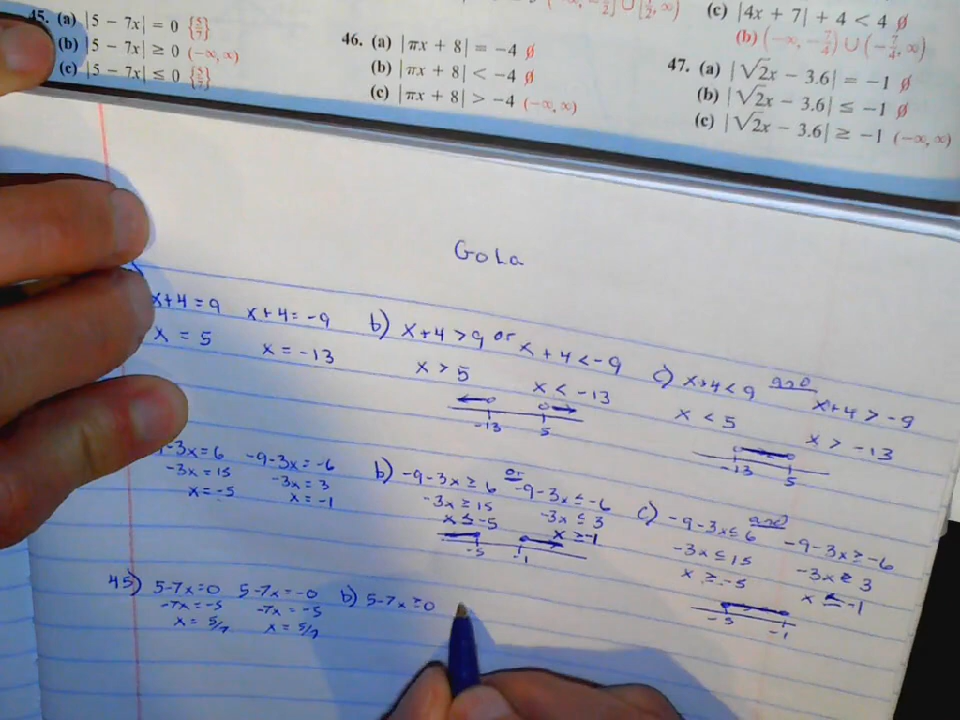 45. (a) |5 − 7x| = 0 {5/7}
(b) |5 − 7x| ≥ 0 (−∞, ∞)
(c) |5 − 7x| ≤ 0 {5/7}
46. (a) |πx + 8| = −4 ∅
(b) |πx + 8| < −4 ∅
(c) |πx + 8| > −4 (−∞, ∞)
(c) |4x + 7| + 4 < 4 ∅
(b) (−∞, −7/4) ∪ (−7/4, ∞)
47. (a) |√2x − 3.6| = −1 ∅
(b) |√2x − 3.6| ≤ −1 ∅
(c) |√2x − 3.6| ≥ −1 (−∞, ∞)
GoLa
x+4=9 x+4=-9 b) x+4>9 or x+4<-9 c) x+4<9 and x+4>-9
x=5 x=-13 x>5 x<-13 x<5 x>-13
-13 5 -13 5
-3x=6 -9-3x=-6 b) -9-3x≥6 or -9-3x≤-6 c) -9-3x≤6 and -9-3x≥-6
-3x=15 -3x=3 -3x≥15 -3x≤3 -3x≤15 -3x≥3
x=-5 x=-1 x≤-5 x≥-1 x≥-5 x≤-1
-5 -1 -5 -1
45) 5-7x=0 5-7x=-0 b) 5-7x≥0
-7x=-5 -7x=-5
x=5/7 x=5/7